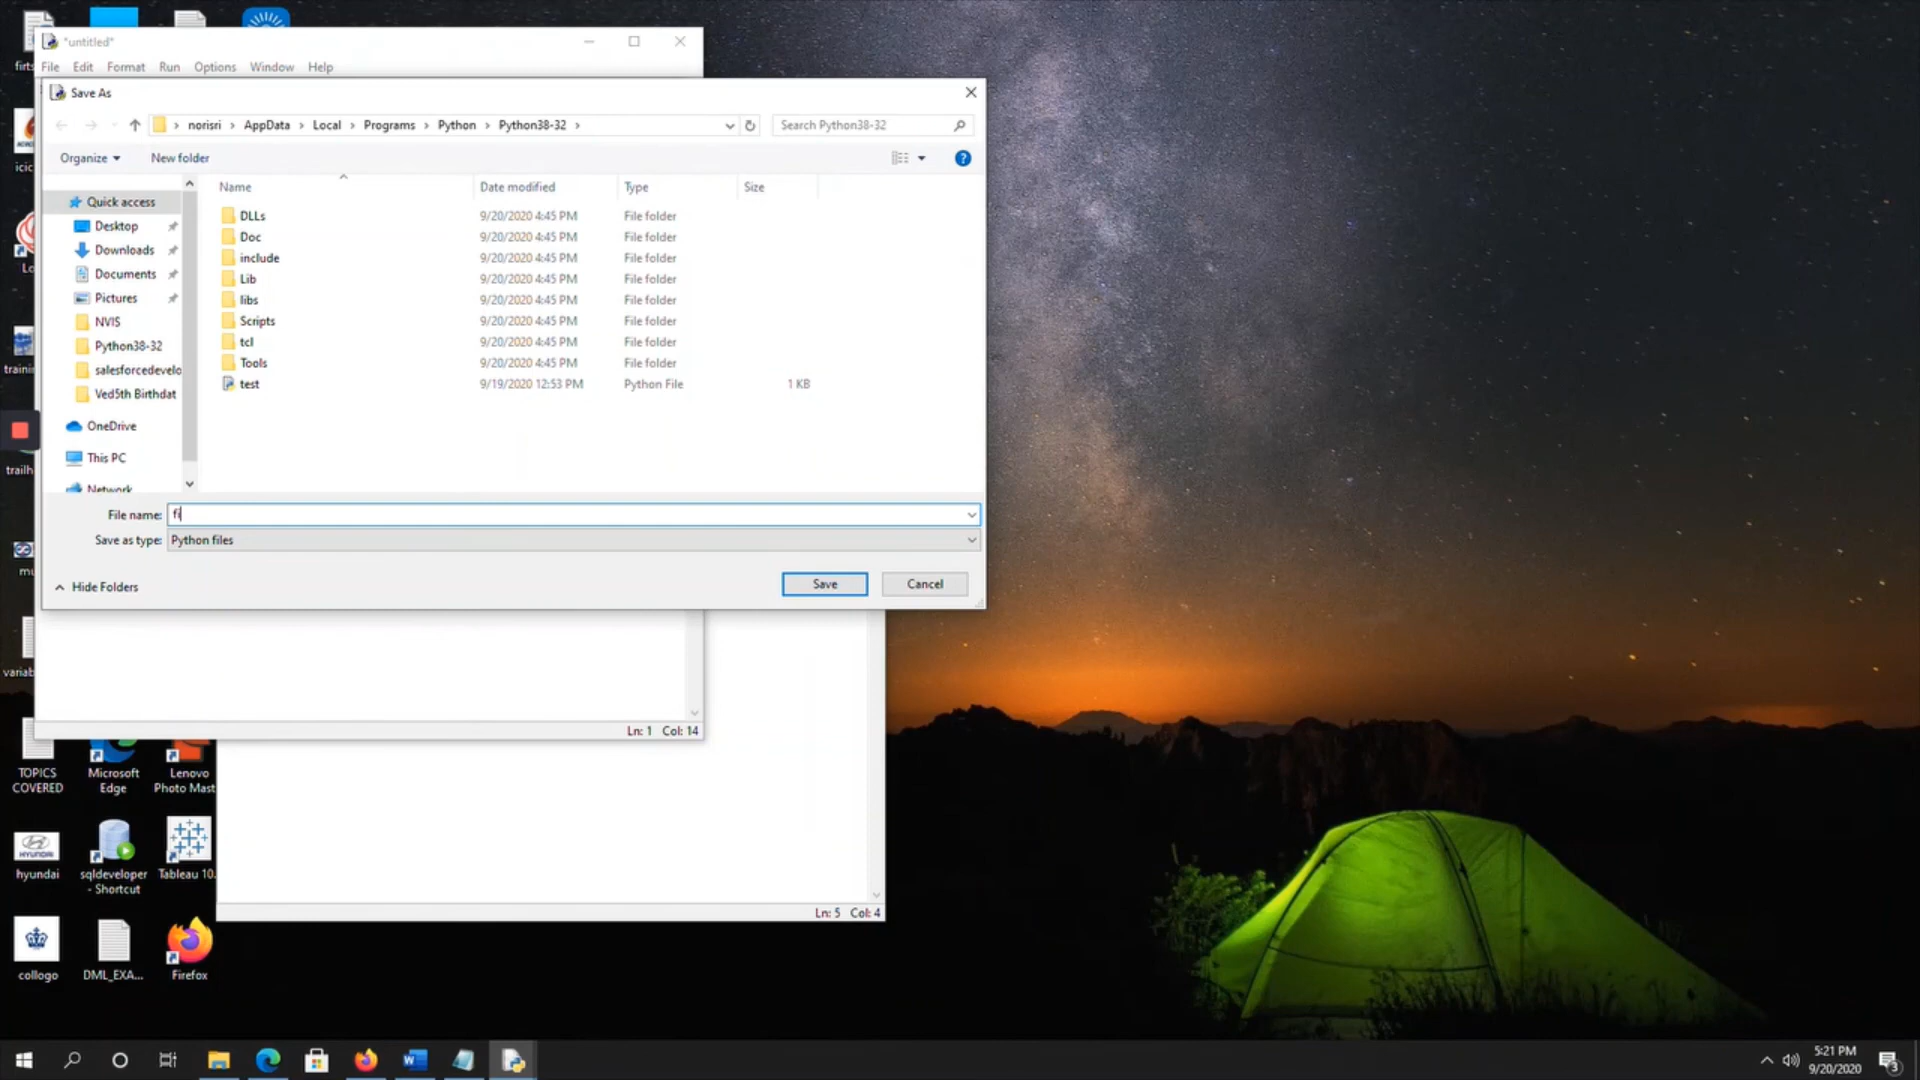 *untitled*
File Edit Format Run Options Window Help
Save As
norisri AppData Local Programs Python Python38-32
Search Python38-32
Organize New folder
Name Date modified Type Size
Quick access
Desktop
Downloads
Documents
Pictures
NVIS
Python38-32
salesforcedevelo
Ved5th Birthdat
OneDrive
This PC
Network
DLLs 9/20/2020 4:45 PM File folder
Doc 9/20/2020 4:45 PM File folder
include 9/20/2020 4:45 PM File folder
Lib 9/20/2020 4:45 PM File folder
libs 9/20/2020 4:45 PM File folder
Scripts 9/20/2020 4:45 PM File folder
tcl 9/20/2020 4:45 PM File folder
Tools 9/20/2020 4:45 PM File folder
test 9/19/2020 12:53 PM Python File 1 KB
File name: fi
Save as type: Python files
Hide Folders
Save Cancel
Ln: 1 Col: 14
Ln: 5 Col: 4
firts
icic
Lo
trainin
trailh
mu
variab
TOPICS
COVERED
Microsoft
Edge
Lenovo
Photo Mast
HYUNDAI
hyundai
sqldeveloper
- Shortcut
Tableau 10.
collogo
DML_EXA...
Firefox
5:21 PM
9/20/2020
3